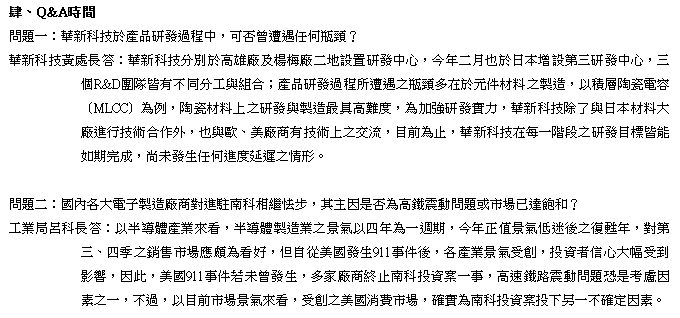 肆、Q&A時間
問題一：華新科技於產品研發過程中，可否曾遭遇任何瓶頸？
華新科技黃處長答：華新科技分別於高雄廠及楊梅廠二地設置研發中心，今年二月也於日本增設第三研發中心，三
個R&D團隊皆有不同分工與組合；產品研發過程所遭遇之瓶頸多在於元件材料之製造，以積層陶瓷電容
（MLCC）為例，陶瓷材料上之研發與製造最具高難度，為加強研發實力，華新科技除了與日本材料大
廠進行技術合作外，也與歐、美廠商有技術上之交流，目前為止，華新科技在每一階段之研發目標皆能
如期完成，尚未發生任何進度延遲之情形。
問題二：國內各大電子製造廠商對進駐南科相繼怯步，其主因是否為高鐵震動問題或市場已達飽和？
工業局呂科長答：以半導體產業來看，半導體製造業之景氣以四年為一週期，今年正值景氣低迷後之復甦年，對第
三、四季之銷售市場應頗為看好，但自從美國發生911事件後，各產業景氣受創，投資者信心大幅受到
影響，因此，美國911事件若未曾發生，多家廠商終止南科投資案一事，高速鐵路震動問題恐是考慮因
素之一，不過，以目前市場景氣來看，受創之美國消費市場，確實為南科投資案投下另一不確定因素。